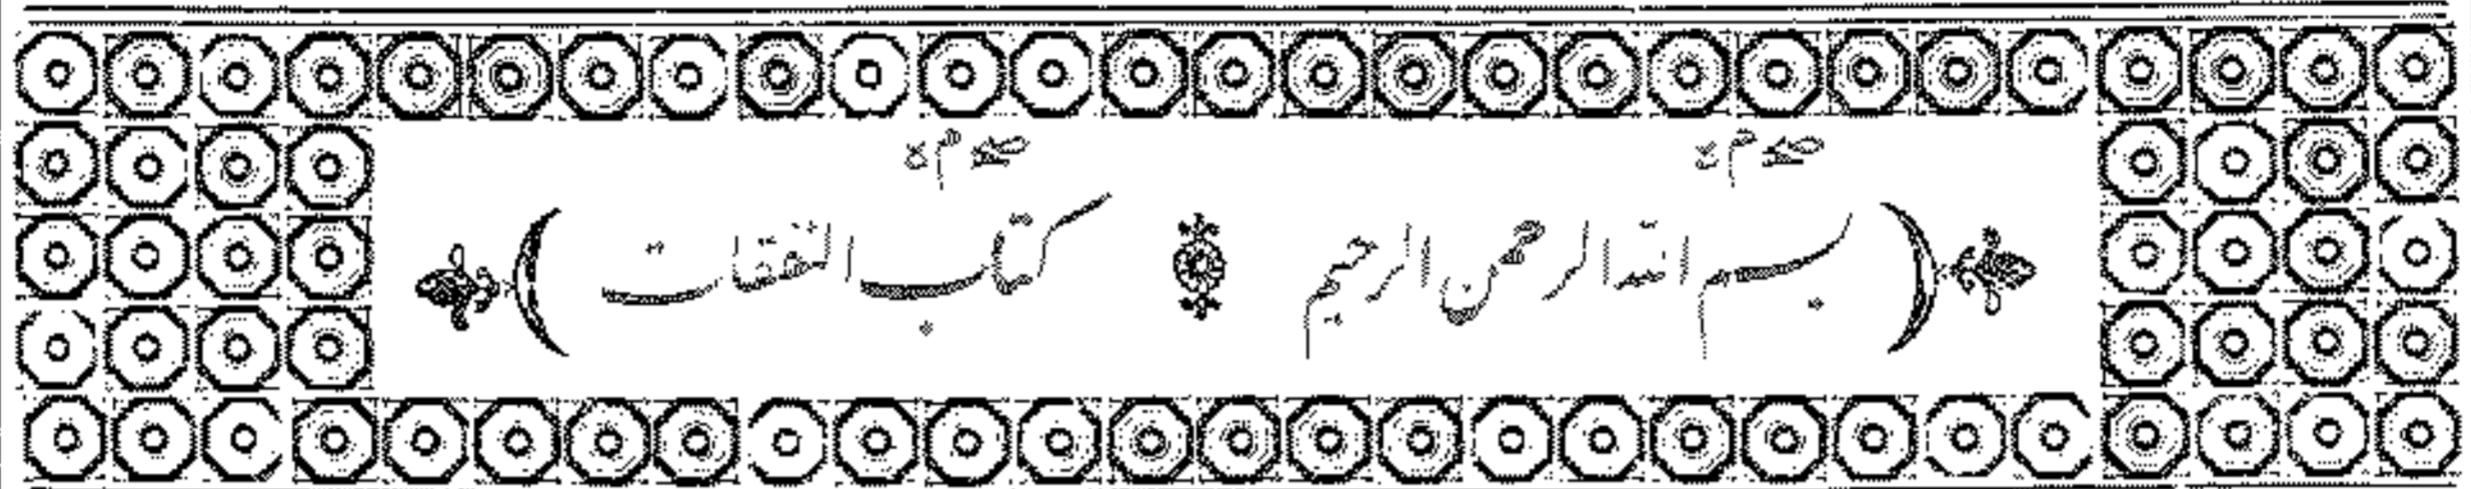 ( بسم الله الرحمن الرحيم كتاب النفقات )